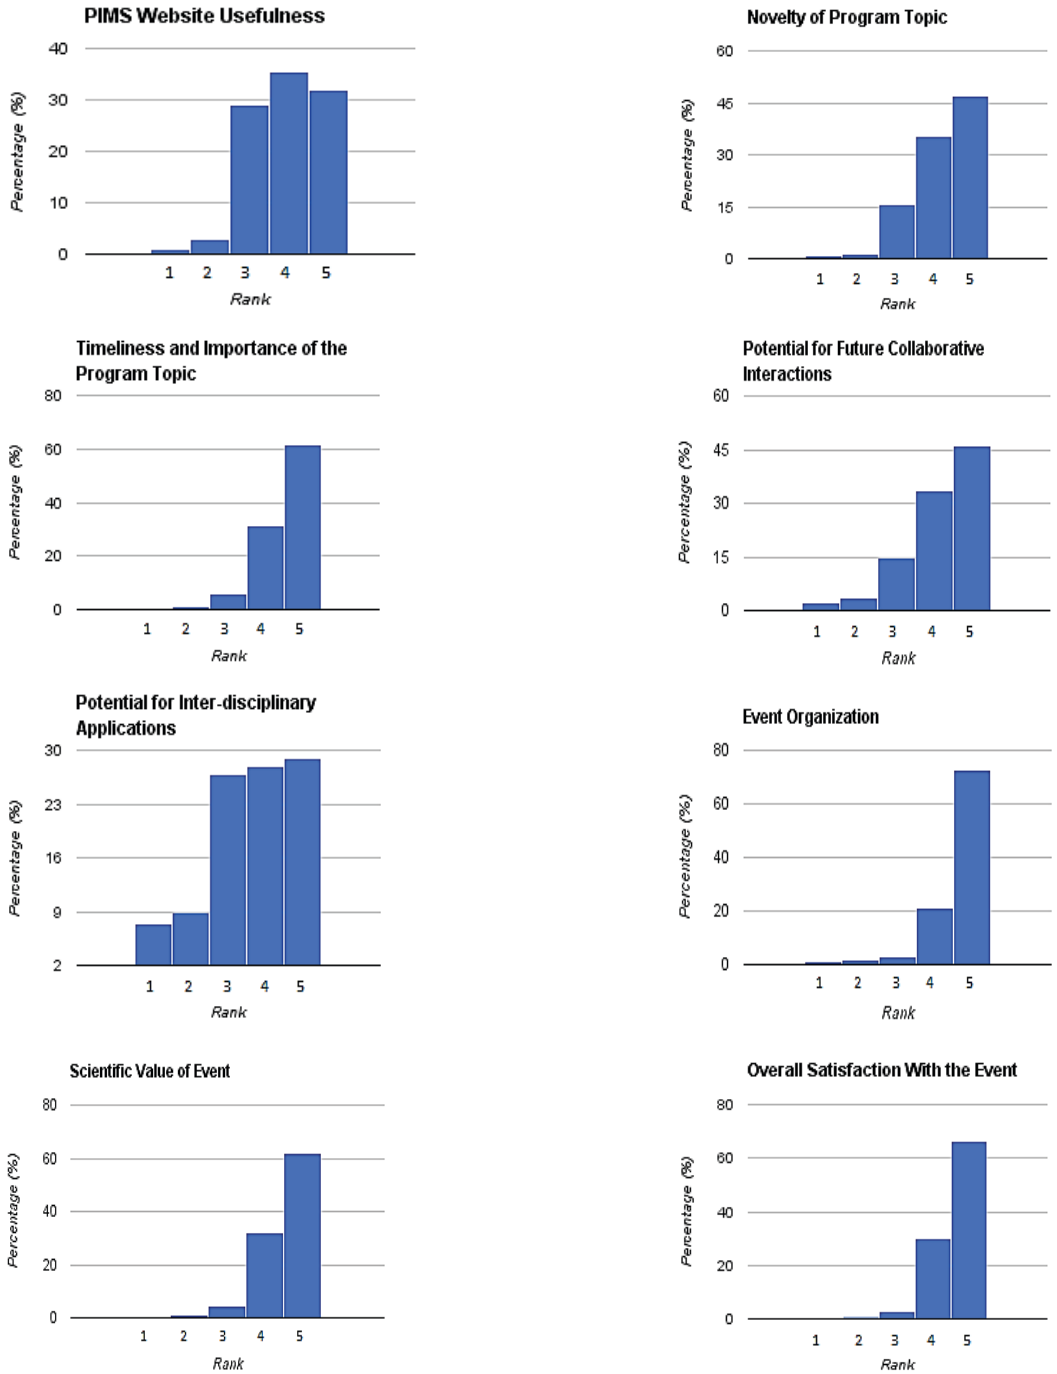 PIMS Website Usefulness
40
30
20
10
0
Percentage (%)
1 2 3 4 5
Rank
Novelty of Program Topic
60
45
30
15
0
Percentage (%)
1 2 3 4 5
Rank
Timeliness and Importance of the
Program Topic
80
60
40
20
0
Percentage (%)
1 2 3 4 5
Rank
Potential for Future Collaborative
Interactions
60
45
30
15
0
Percentage (%)
1 2 3 4 5
Rank
Potential for Inter-disciplinary
Applications
30
23
16
9
2
Percentage (%)
1 2 3 4 5
Rank
Event Organization
80
60
40
20
0
Percentage (%)
1 2 3 4 5
Rank
Scientific Value of Event
80
60
40
20
0
Percentage (%)
1 2 3 4 5
Rank
Overall Satisfaction With the Event
80
60
40
20
0
Percentage (%)
1 2 3 4 5
Rank